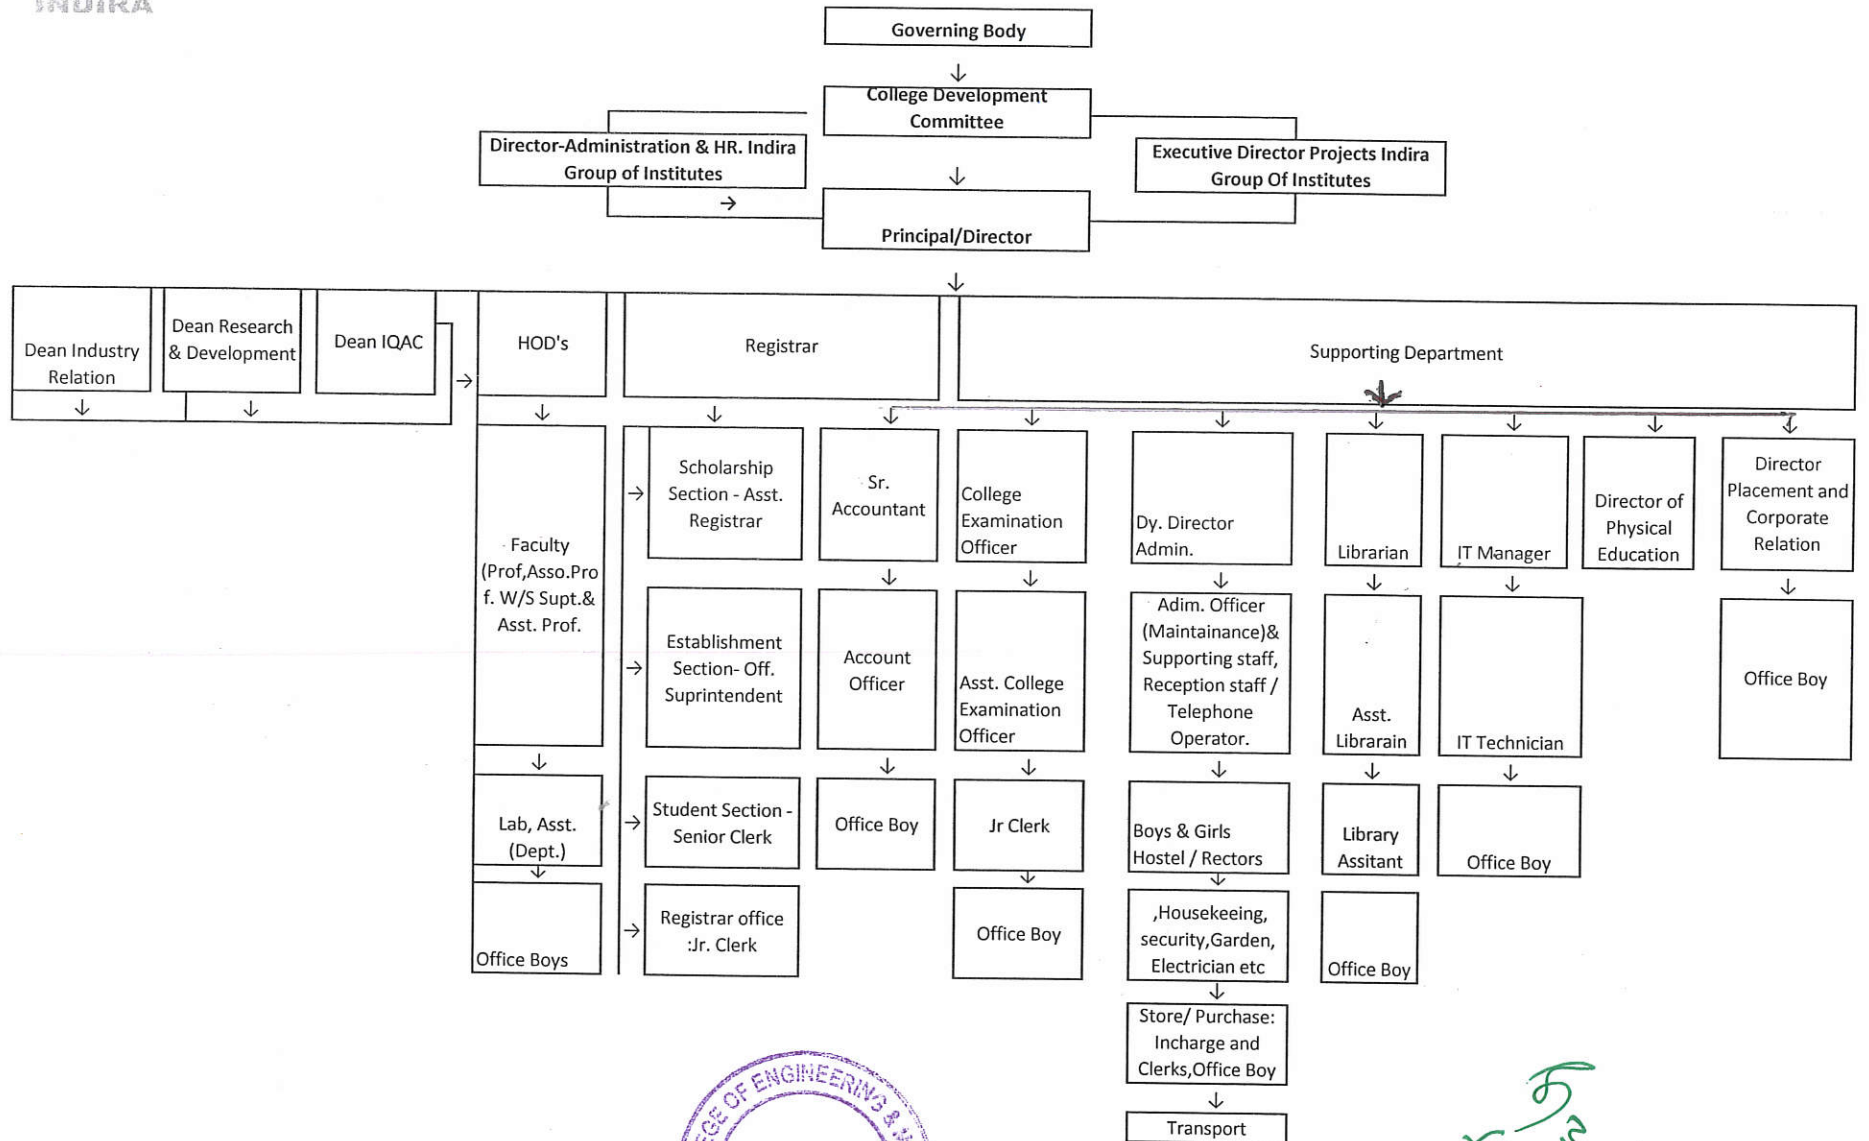 INDIRA
Governing Body
College Development
Committee
Director-Administration & HR. Indira
Group of Institutes
Executive Director Projects Indira
Group Of Institutes
Principal/Director
Dean Industry
Relation
Dean Research
& Development
Dean IQAC
HOD's
Registrar
Supporting Department
Faculty
(Prof,Asso.Pro
f. W/S Supt.&
Asst. Prof.
Lab, Asst.
(Dept.)
Office Boys
Scholarship
Section - Asst.
Registrar
Establishment
Section- Off.
Suprintendent
Student Section -
Senior Clerk
Registrar office
:Jr. Clerk
Sr.
Accountant
Account
Officer
Office Boy
College
Examination
Officer
Asst. College
Examination
Officer
Jr Clerk
Office Boy
Dy. Director
Admin.
Adim. Officer
(Maintainance)&
Supporting staff,
Reception staff /
Telephone
Operator.
Boys & Girls
Hostel / Rectors
,Housekeeing,
security,Garden,
Electrician etc
Store/ Purchase:
Incharge and
Clerks,Office Boy
Transport
Librarian
Asst.
Librarain
Library
Assitant
Office Boy
IT Manager
IT Technician
Office Boy
Director of
Physical
Education
Director
Placement and
Corporate
Relation
Office Boy
OF ENGINEERING &